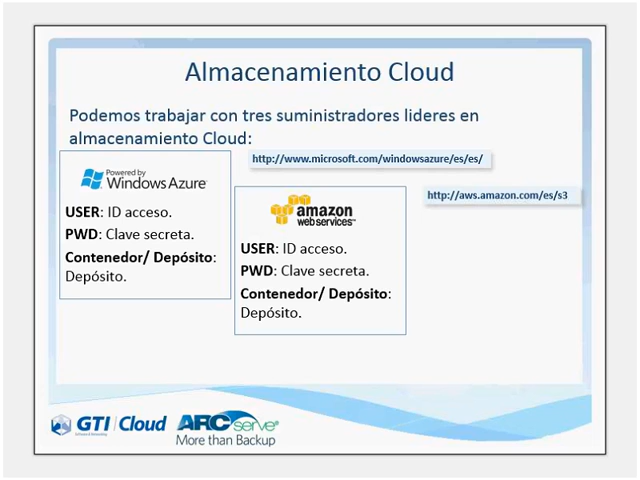 Almacenamiento Cloud
Podemos trabajar con tres suministradores lideres en
almacenamiento Cloud:
http://www.microsoft.com/windowsazure/es/es/
Powered by
Windows Azure
USER: ID acceso.
PWD: Clave secreta.
Contenedor/ Depósito:
Depósito.
http://aws.amazon.com/es/s3
amazon
webservices™
USER: ID acceso.
PWD: Clave secreta.
Contenedor/ Depósito:
Depósito.
GTI | Cloud
ARCserve®
More than Backup